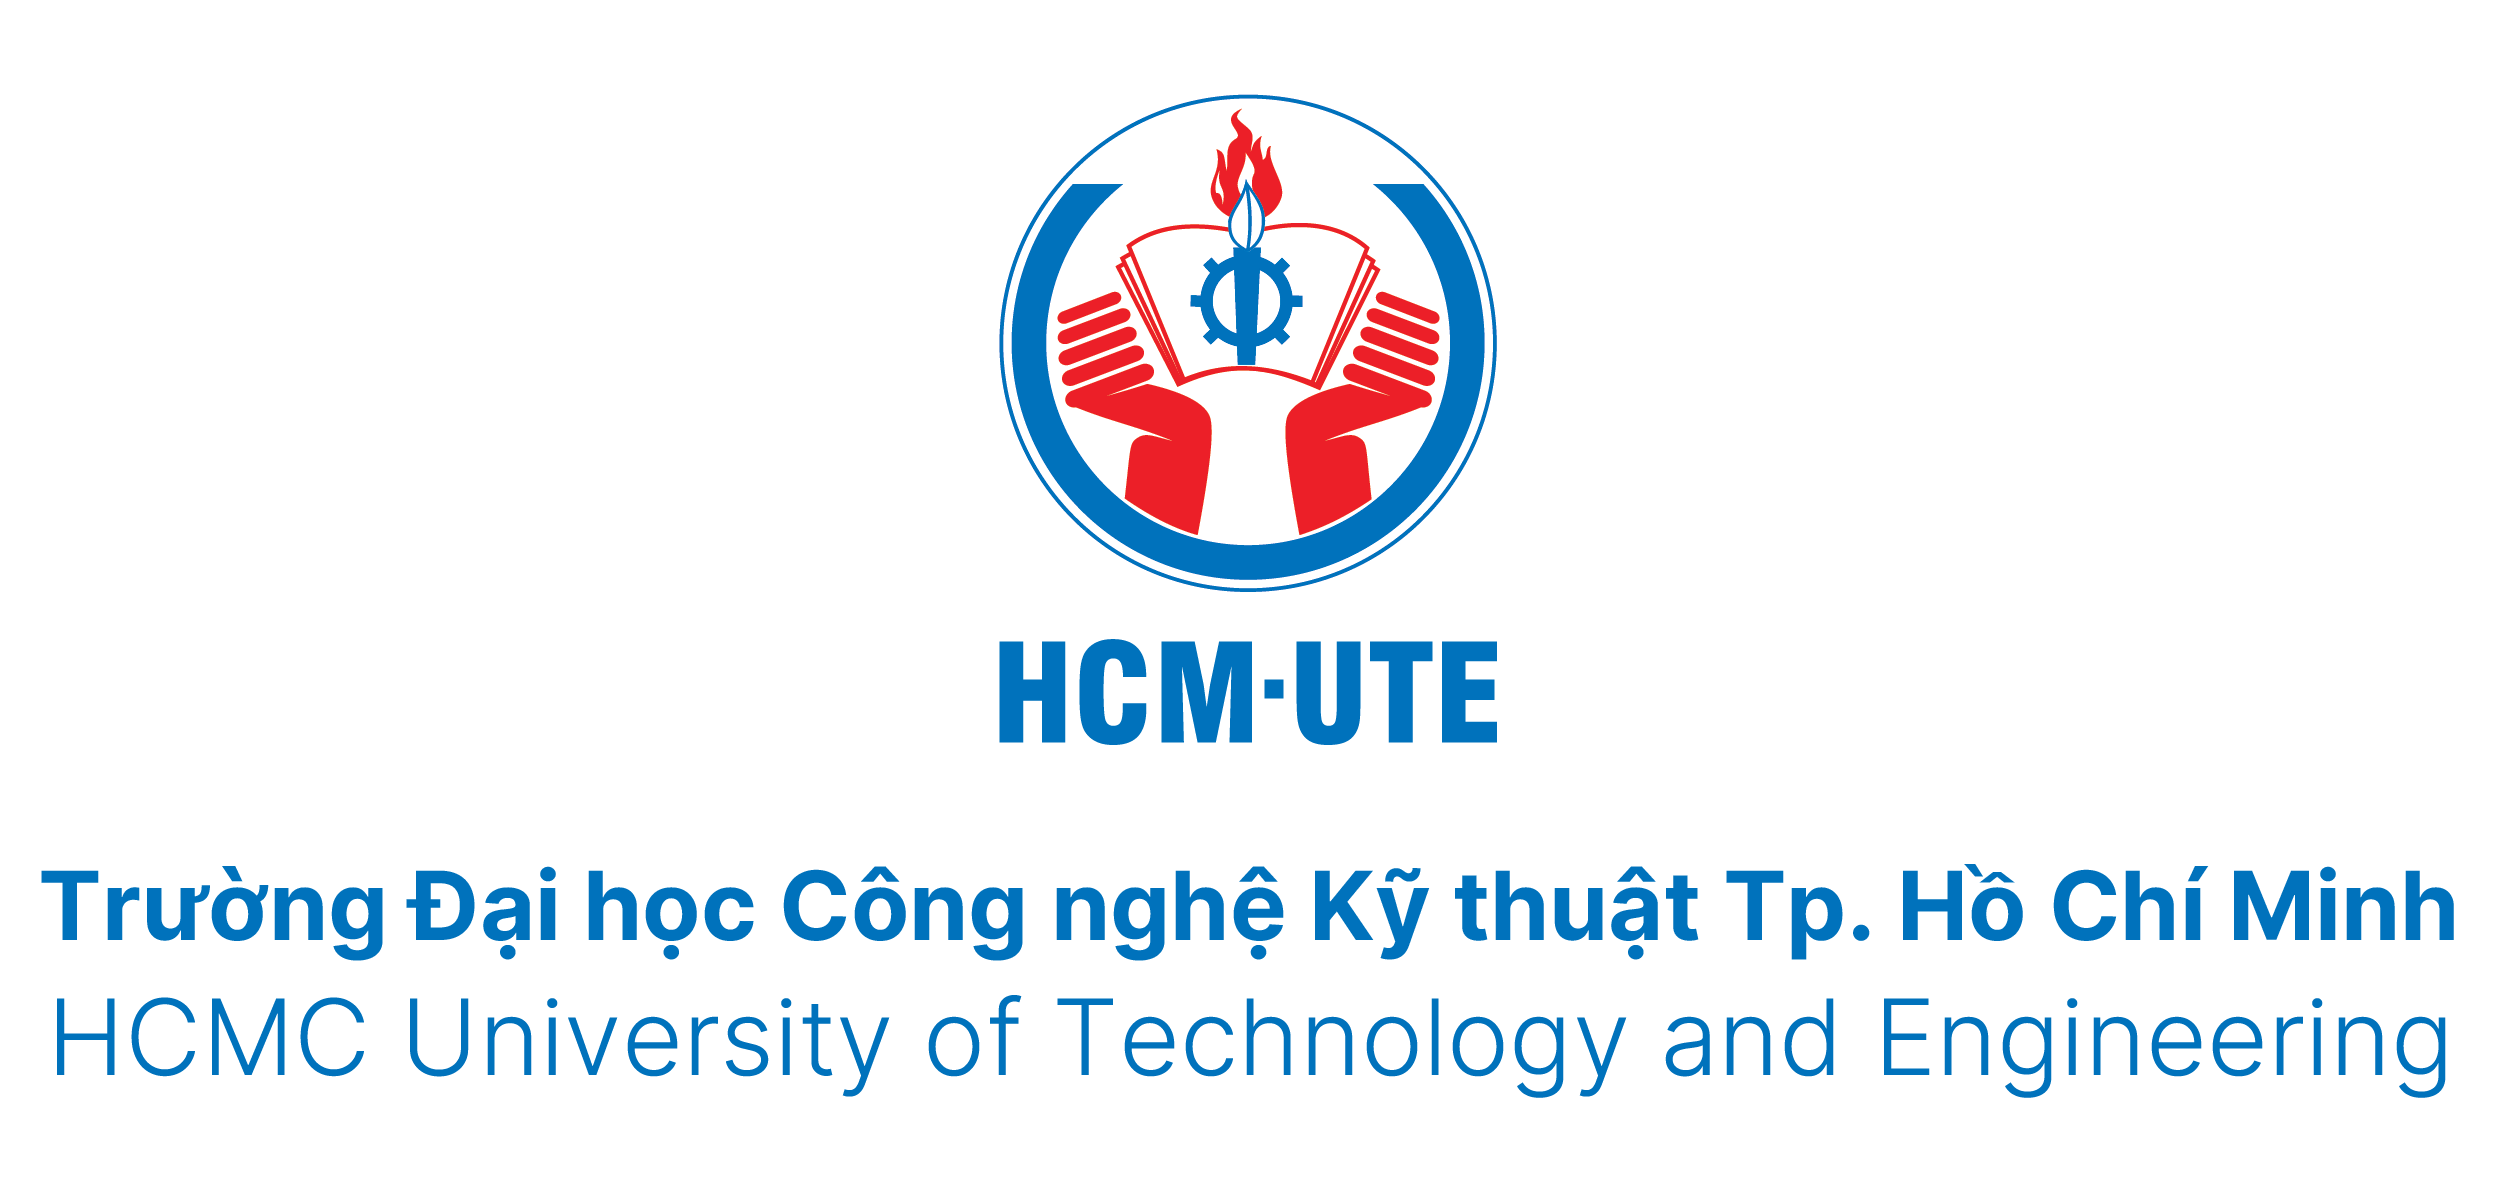 HCM·UTE
Trường Đại học Công nghệ Kỹ thuật Tp. Hồ Chí Minh
HCMC University of Technology and Engineering